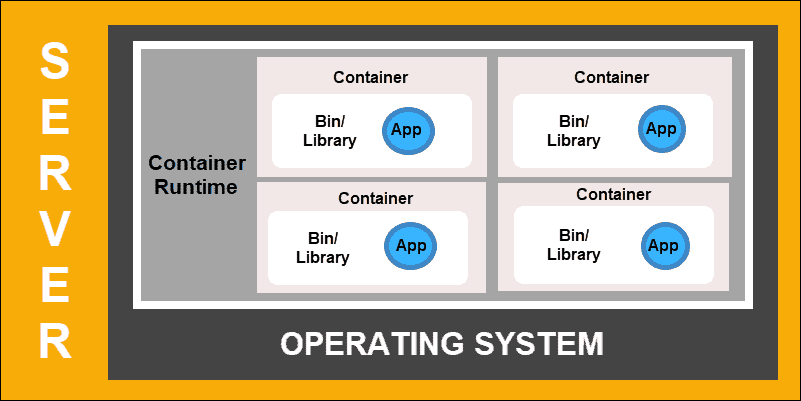 SERVER
Container
Runtime
Container
Bin/
Library
App
Container
Bin/
Library
App
Container
Bin/
Library
App
Container
Bin/
Library
App
OPERATING SYSTEM